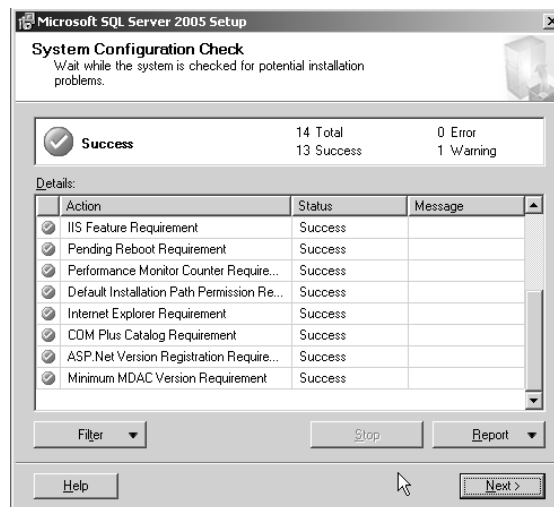 Microsoft SQL Server 2005 Setup
System Configuration Check
Wait while the system is checked for potential installation
problems.
Success
14 Total
0 Error
13 Success
1 Warning
Details:
Action Status Message
IIS Feature Requirement Success
Pending Reboot Requirement Success
Performance Monitor Counter Require... Success
Default Installation Path Permission Re... Success
Internet Explorer Requirement Success
COM Plus Catalog Requirement Success
ASP.Net Version Registration Require... Success
Minimum MDAC Version Requirement Success
Filter Stop Report
Help Next >